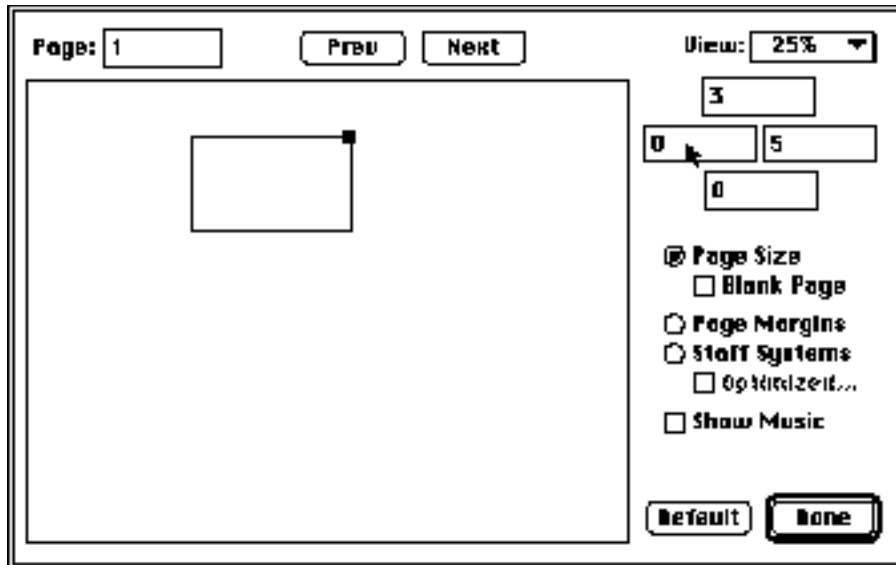 Page: 1 Prev Next View: 25%
3
0 5
0
Page Size
Blank Page
Page Margins
Staff Systems
Optimized...
Show Music
Default Done